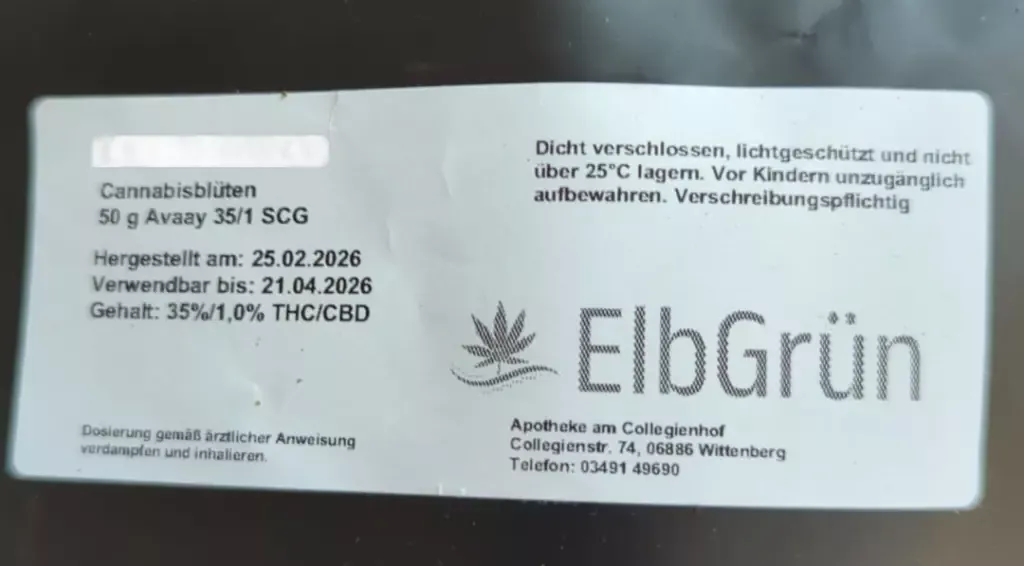 Cannabisblüten
50 g Avaay 35/1 SCG
Hergestellt am: 25.02.2026
Verwendbar bis: 21.04.2026
Gehalt: 35%/1,0% THC/CBD
Dosierung gemäß ärztlicher Anweisung
verdampfen und inhalieren.
Dicht verschlossen, lichtgeschützt und nicht
über 25°C lagern. Vor Kindern unzugänglich
aufbewahren. Verschreibungspflichtig
ElbGrün
Apotheke am Collegienhof
Collegienstr. 74, 06886 Wittenberg
Telefon: 03491 49690